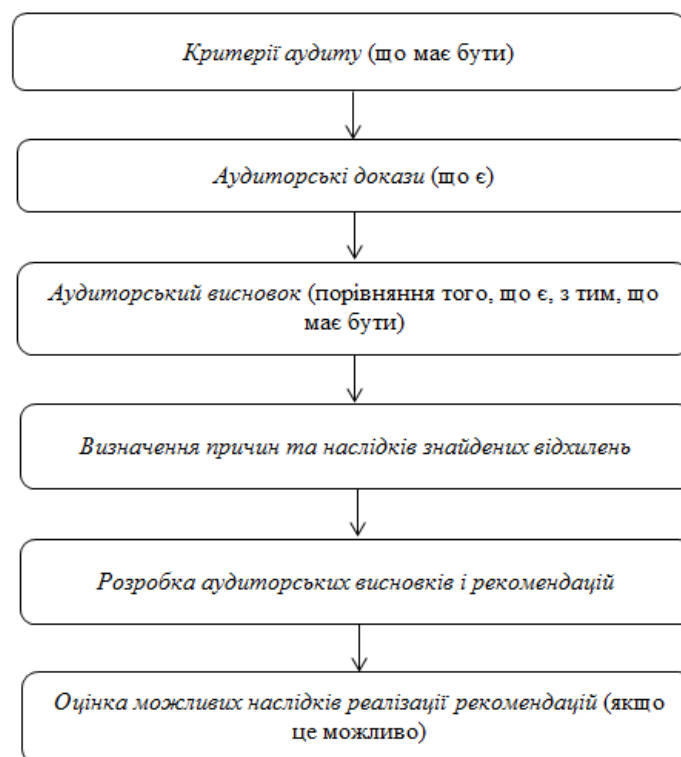 Критерії аудиту (що має бути)
Аудиторські докази (що є)
Аудиторський висновок (порівняння того, що є, з тим, що
має бути)
Визначення причин та наслідків знайдених відхилень
Розробка аудиторських висновків і рекомендацій
Оцінка можливих наслідків реалізації рекомендацій (якщо
це можливо)